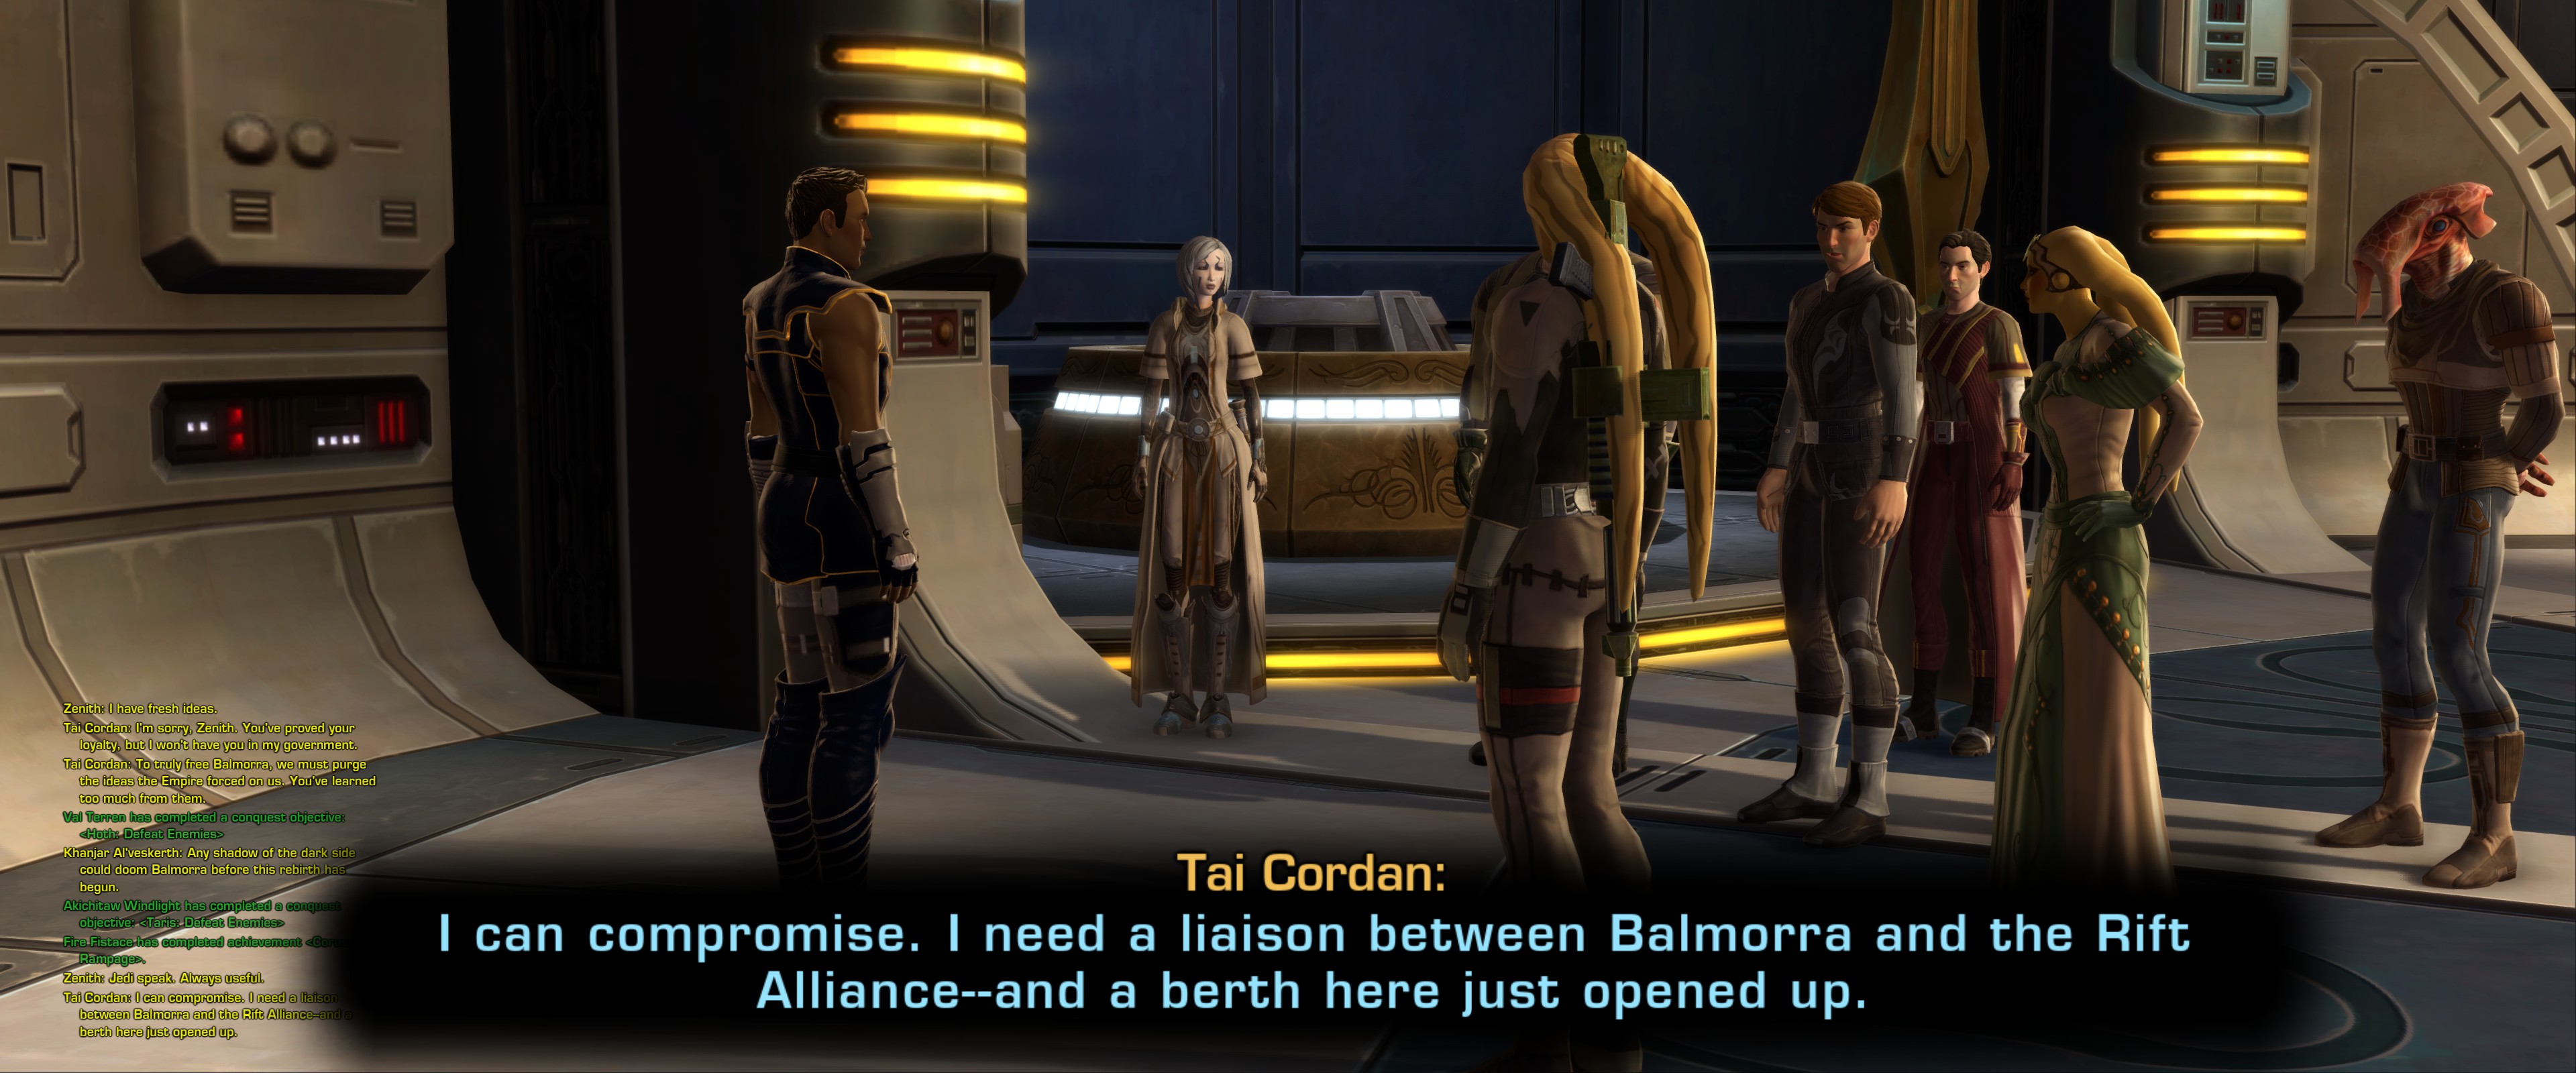 Zenith: I have fresh ideas.
Tai Cordan: I'm sorry, Zenith. You've proved your
loyalty, but I won't have you in my government.
Tai Cordan: To truly free Balmorra, we must purge
the ideas the Empire forced on us. You've learned
too much from them.
Val Terren has completed a conquest objective:
<Hoth: Defeat Enemies>
Khanjar Al'veskerth: Any shadow of the dark side
could doom Balmorra before this rebirth has
begun.
Akichitaw Windlight has completed a conquest
objective: <Taris: Defeat Enemies>
Fire Fistace has completed achievement
Rampage>.
Zenith: Jedi speak. Always useful.
Tai Cordan: I can compromise. I need a liaison
between Balmorra and the Rift Alliance--and a
berth here just opened up.
Tai Cordan:
I can compromise. I need a liaison between Balmorra and the Rift
Alliance--and a berth here just opened up.